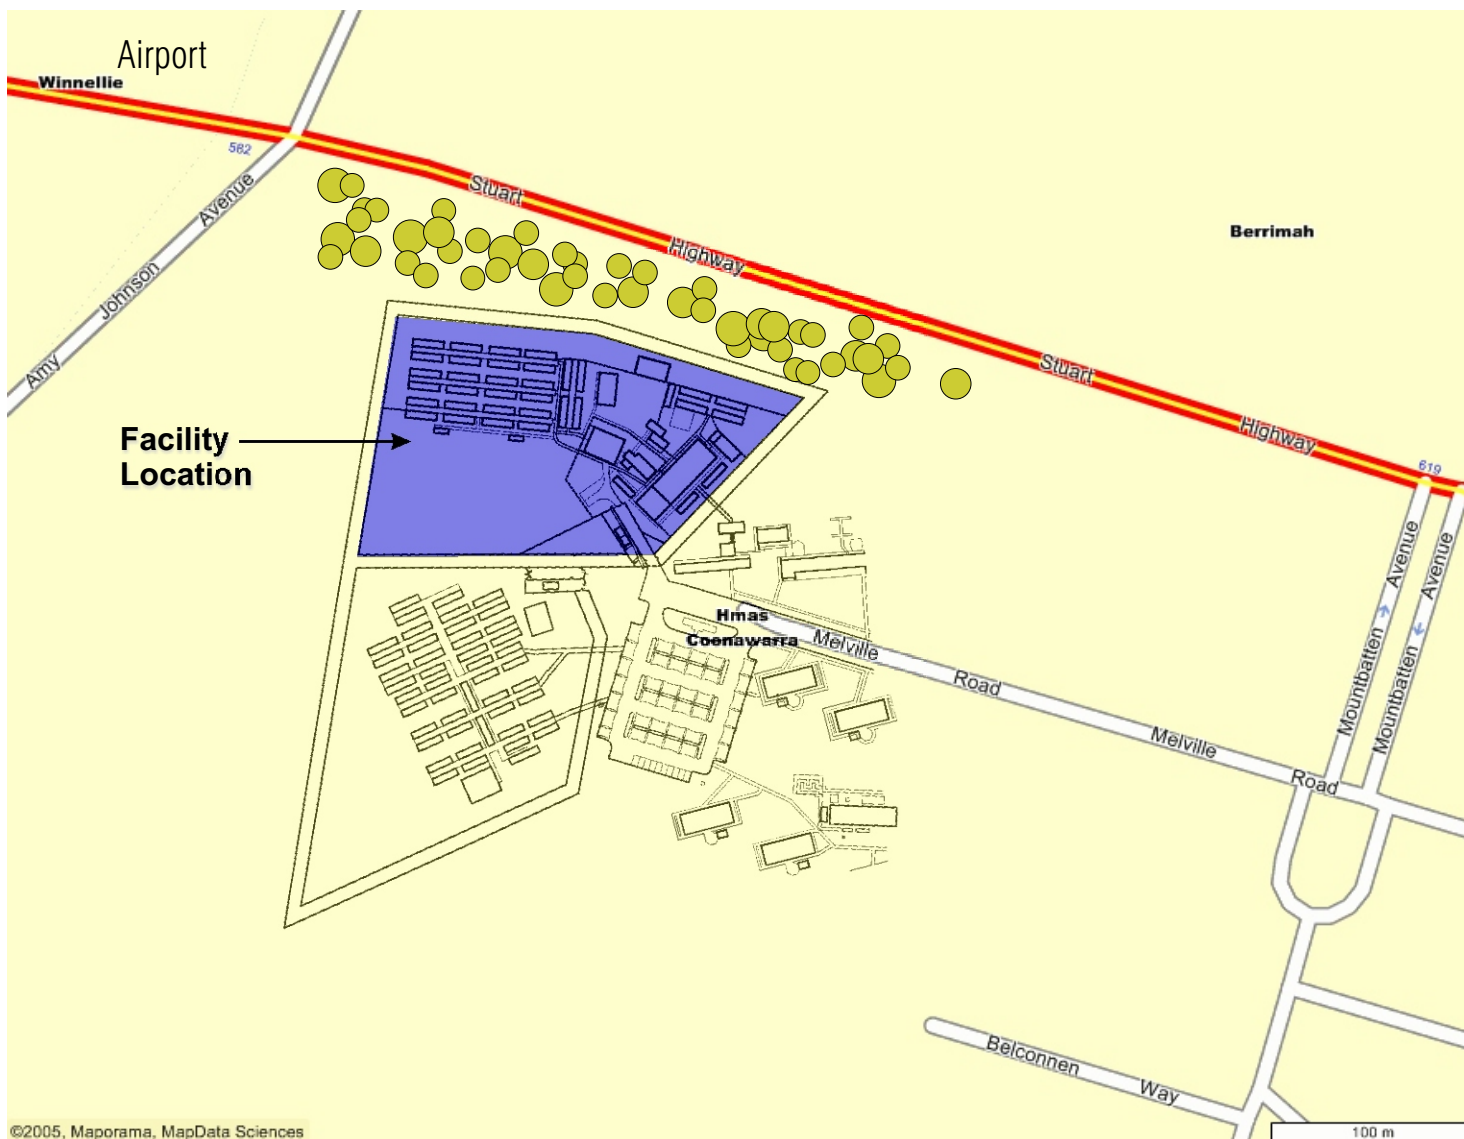 Airport
Winnellie
582
Amy
Johnson
Avenue
Stuart
Highway
Berrimah
Stuart
Highway
619
Facility
Location
Hmas
Coonawarra
Melville
Road
Melville
Road
Mountbatten
Avenue
Mountbatten
Avenue
Belconnen
Way
©2005, Maporama, MapData Sciences
100 m